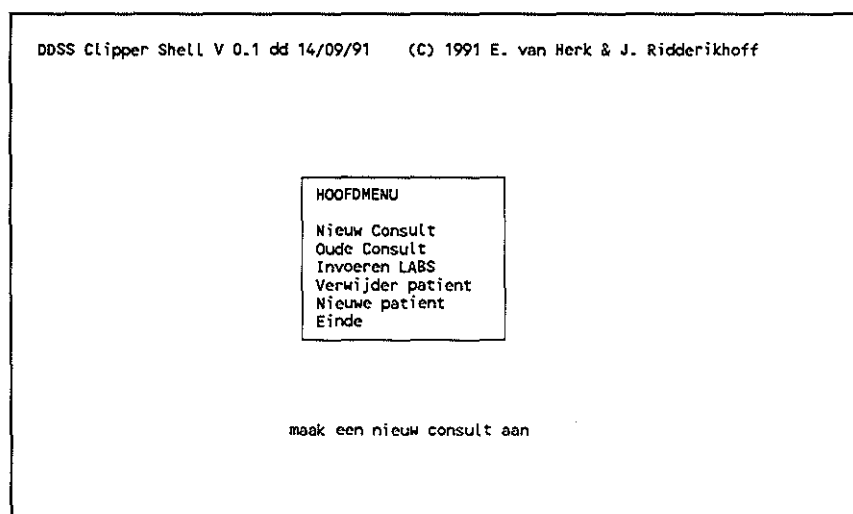 DDSS Clipper Shell V 0.1 dd 14/09/91 (C) 1991 E. van Herk & J. Ridderikhoff
HOOFDMENU
Nieuw Consult
Oude Consult
Invoeren LABS
Verwijder patient
Nieuwe patient
Einde
maak een nieuw consult aan